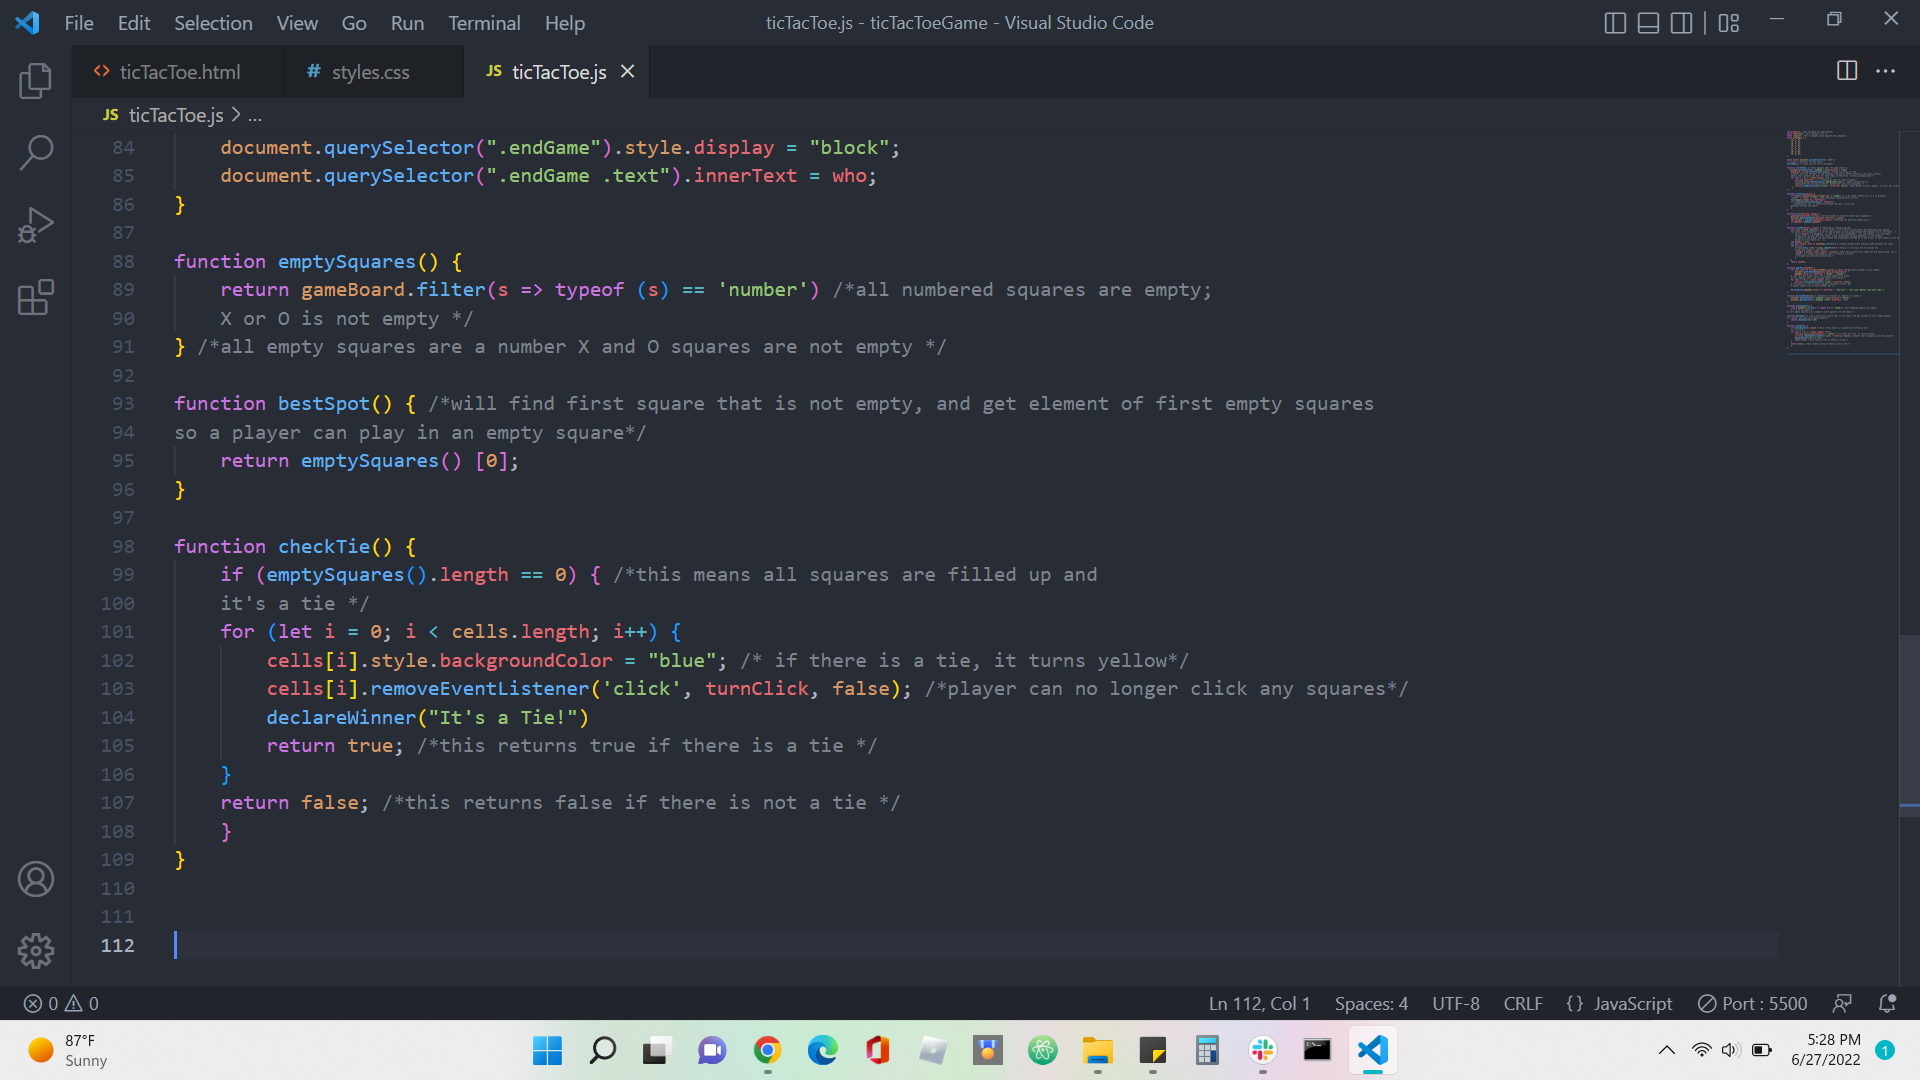 File Edit Selection View Go Run Terminal Help
ticTacToe.js - ticTacToeGame - Visual Studio Code
<> ticTacToe.html
# styles.css
JS ticTacToe.js
JS ticTacToe.js > ...
84 document.querySelector(".endGame").style.display = "block";
85 document.querySelector(".endGame .text").innerText = who;
86 }
87
88 function emptySquares() {
89 return gameBoard.filter(s => typeof (s) == 'number') /*all numbered squares are empty;
90 X or O is not empty */
91 } /*all empty squares are a number X and O squares are not empty */
92
93 function bestSpot() { /*will find first square that is not empty, and get element of first empty squares
94 so a player can play in an empty square*/
95 return emptySquares() [0];
96 }
97
98 function checkTie() {
99 if (emptySquares().length == 0) { /*this means all squares are filled up and
100 it's a tie */
101 for (let i = 0; i < cells.length; i++) {
102 cells[i].style.backgroundColor = "blue"; /* if there is a tie, it turns yellow*/
103 cells[i].removeEventListener('click', turnClick, false); /*player can no longer click any squares*/
104 declareWinner("It's a Tie!")
105 return true; /*this returns true if there is a tie */
106 }
107 return false; /*this returns false if there is not a tie */
108 }
109 }
110
111
112
0 0
Ln 112, Col 1 Spaces: 4 UTF-8 CRLF {} JavaScript Port : 5500
87°F
Sunny
5:28 PM
6/27/2022
1